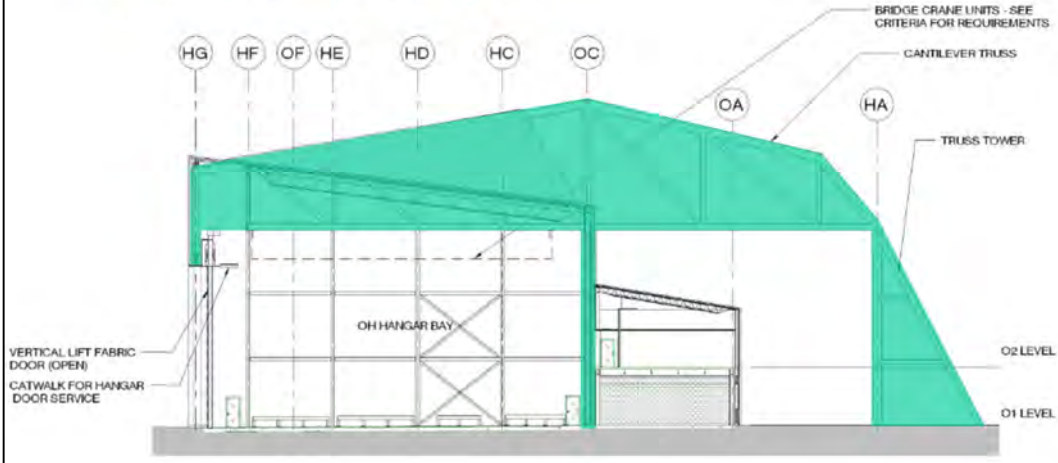 BRIDGE CRANE UNITS - SEE
CRITERIA FOR REQUIREMENTS
HG
HF
OF
HE
HD
HC
OC
CANTILEVER TRUSS
OA
HA
TRUSS TOWER
OH HANGAR BAY
VERTICAL LIFT FABRIC
DOOR (OPEN)
CATWALK FOR HANGAR
DOOR SERVICE
O2 LEVEL
O1 LEVEL